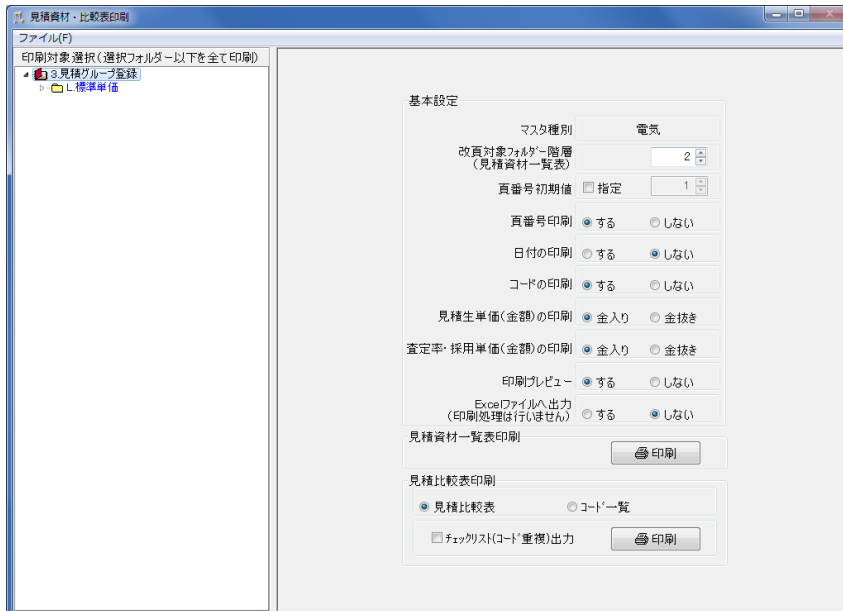 見積資材・比較表印刷
ファイル(F)
印刷対象選択(選択フォルダー以下を全て印刷)
3.見積グループ登録
L.標準単価
基本設定
マスタ種別 電気
改頁対象フォルダー階層
(見積資材一覧表) 2
頁番号初期値 指定 1
頁番号印刷 する しない
日付の印刷 する しない
コードの印刷 する しない
見積生単価(金額)の印刷 金入り 金抜き
査定率・採用単価(金額)の印刷 金入り 金抜き
印刷プレビュー する しない
Excelファイルへ出力
(印刷処理は行いません) する しない
見積資材一覧表印刷
印刷
見積比較表印刷
見積比較表 コード一覧
チェックリスト(コード重複)出力 印刷